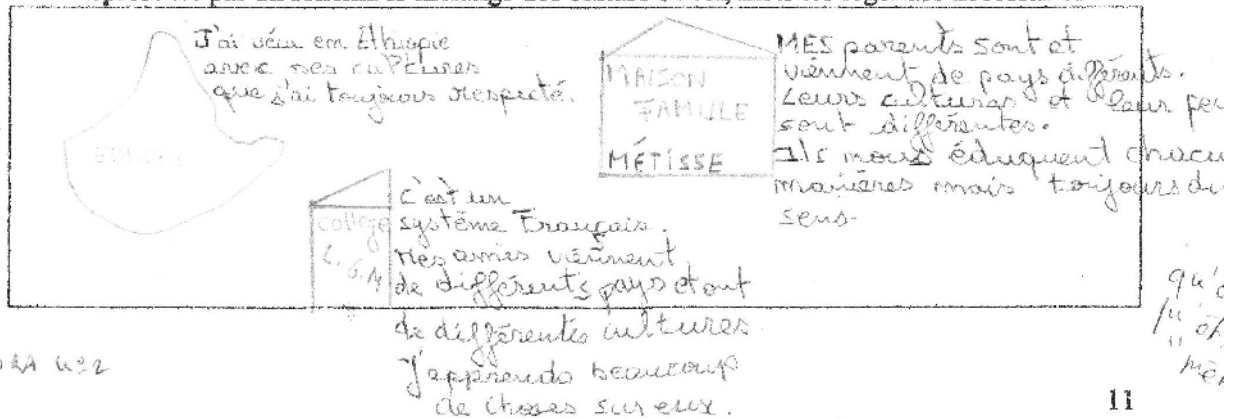 J'ai vécu en Ethiopie
avec ses cultures
que j'ai toujours respecté.
ETHIOPIE
MAISON
FAMILLE
MÉTISSE
MES parents sont et
viennent de pays différents.
Leurs cultures et leur
sont différentes.
Ils nous éduquent
manières mais toujours
sens.
C'est un
collège système Français.
L.G.M Mes amies viennent
de différents pays et ont
de différentes cultures
J'apprends beaucoup
de choses sur eux.
11